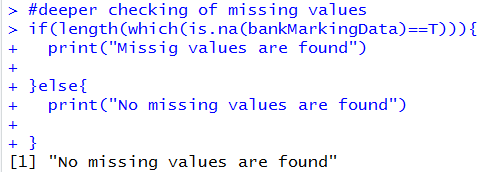 > #deeper checking of missing values
> if(length(which(is.na(bankMarkingData)==T))){
+   print("Missig values are found")
+
+ }else{
+   print("No missing values are found")
+
+ }
[1] "No missing values are found"